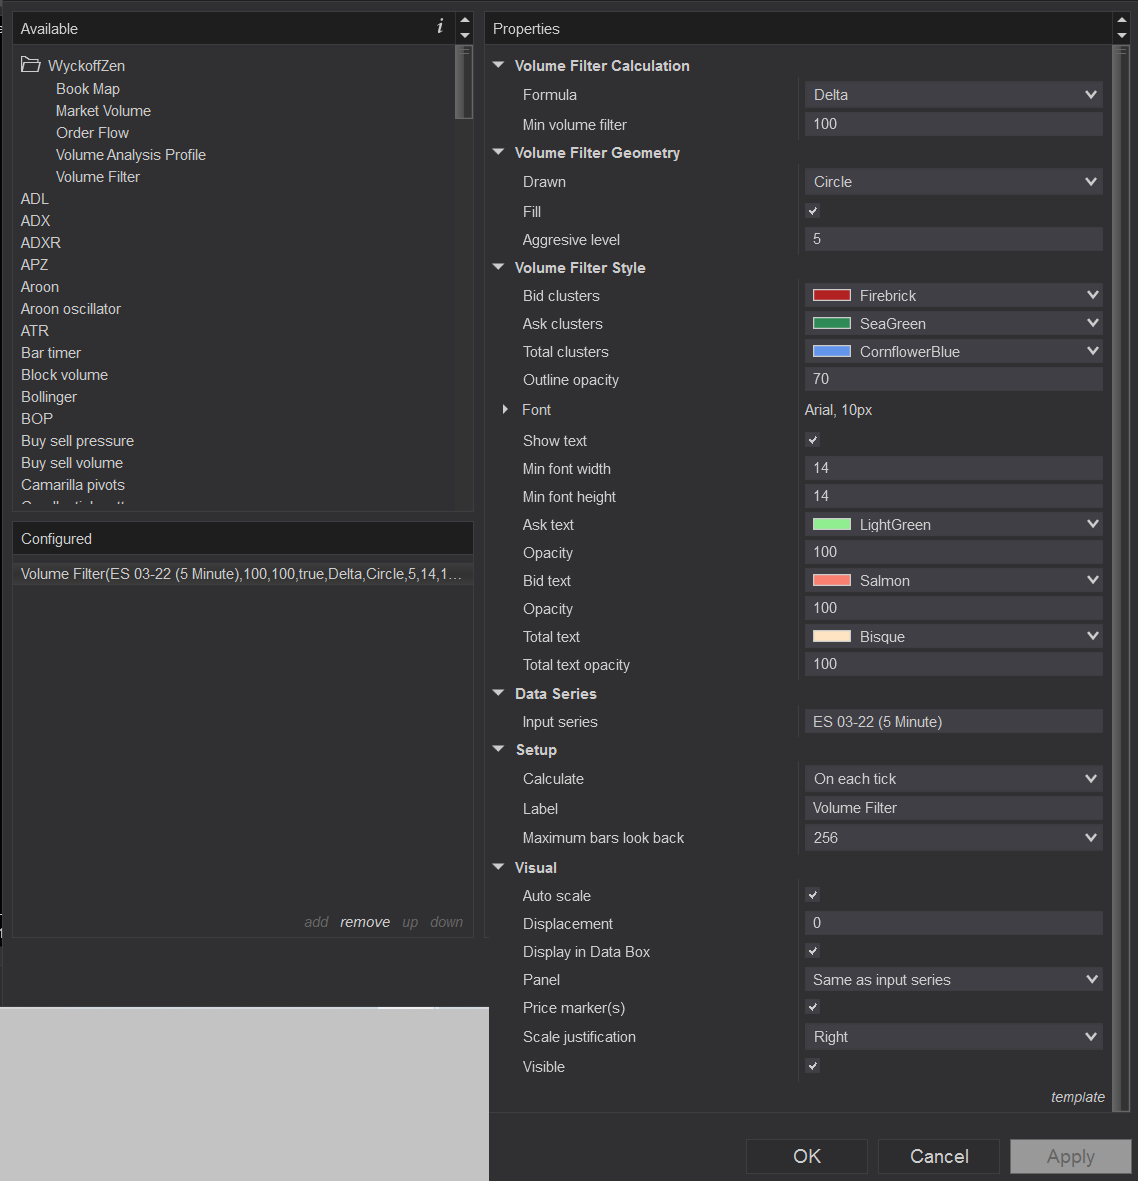 Available
i
WyckoffZen
Book Map
Market Volume
Order Flow
Volume Analysis Profile
Volume Filter
ADL
ADX
ADXR
APZ
Aroon
Aroon oscillator
ATR
Bar timer
Block volume
Bollinger
BOP
Buy sell pressure
Buy sell volume
Camarilla pivots
Configured
Volume Filter(ES 03-22 (5 Minute),100,100,true,Delta,Circle,5,14,1...
add remove up down
Properties
Volume Filter Calculation
Formula Delta
Min volume filter 100
Volume Filter Geometry
Drawn Circle
Fill
Aggresive level 5
Volume Filter Style
Bid clusters Firebrick
Ask clusters SeaGreen
Total clusters CornflowerBlue
Outline opacity 70
Font Arial, 10px
Show text
Min font width 14
Min font height 14
Ask text LightGreen
Opacity 100
Bid text Salmon
Opacity 100
Total text Bisque
Total text opacity 100
Data Series
Input series ES 03-22 (5 Minute)
Setup
Calculate On each tick
Label Volume Filter
Maximum bars look back 256
Visual
Auto scale
Displacement 0
Display in Data Box
Panel Same as input series
Price marker(s)
Scale justification Right
Visible
template
OK Cancel Apply